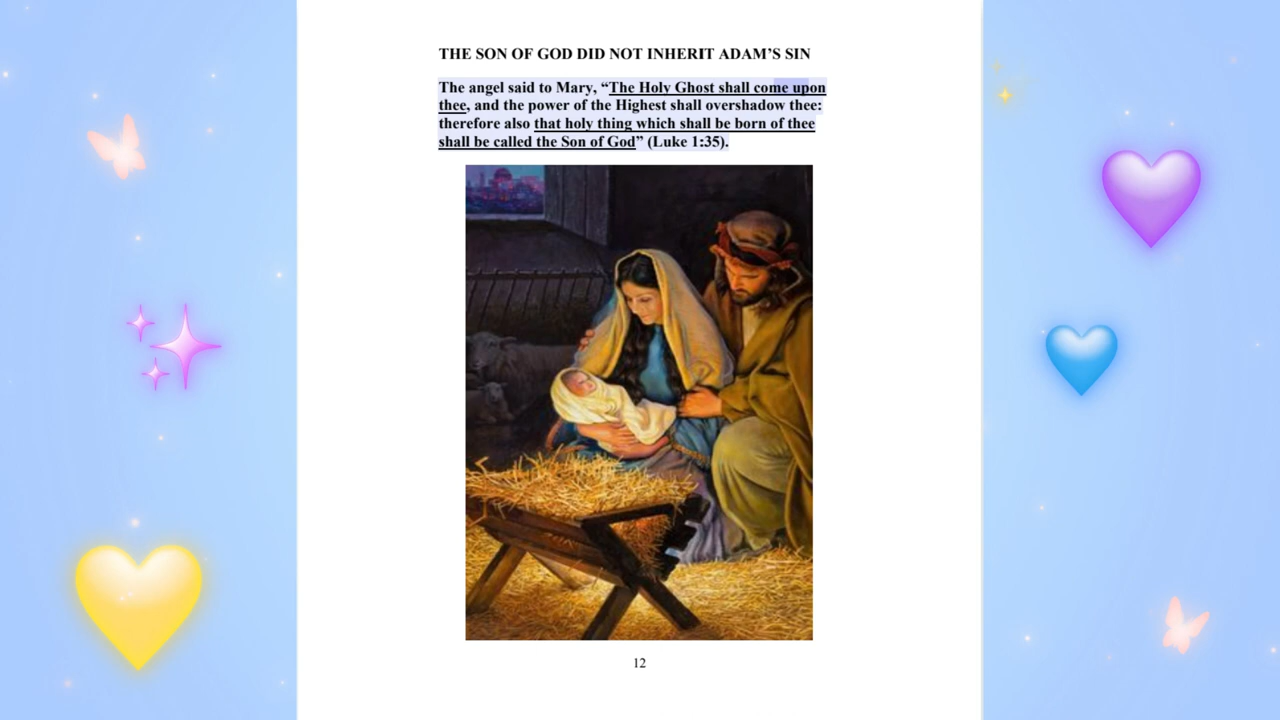 THE SON OF GOD DID NOT INHERIT ADAM’S SIN
The angel said to Mary, “The Holy Ghost shall come upon
thee, and the power of the Highest shall overshadow thee:
therefore also that holy thing which shall be born of thee
shall be called the Son of God” (Luke 1:35).
12